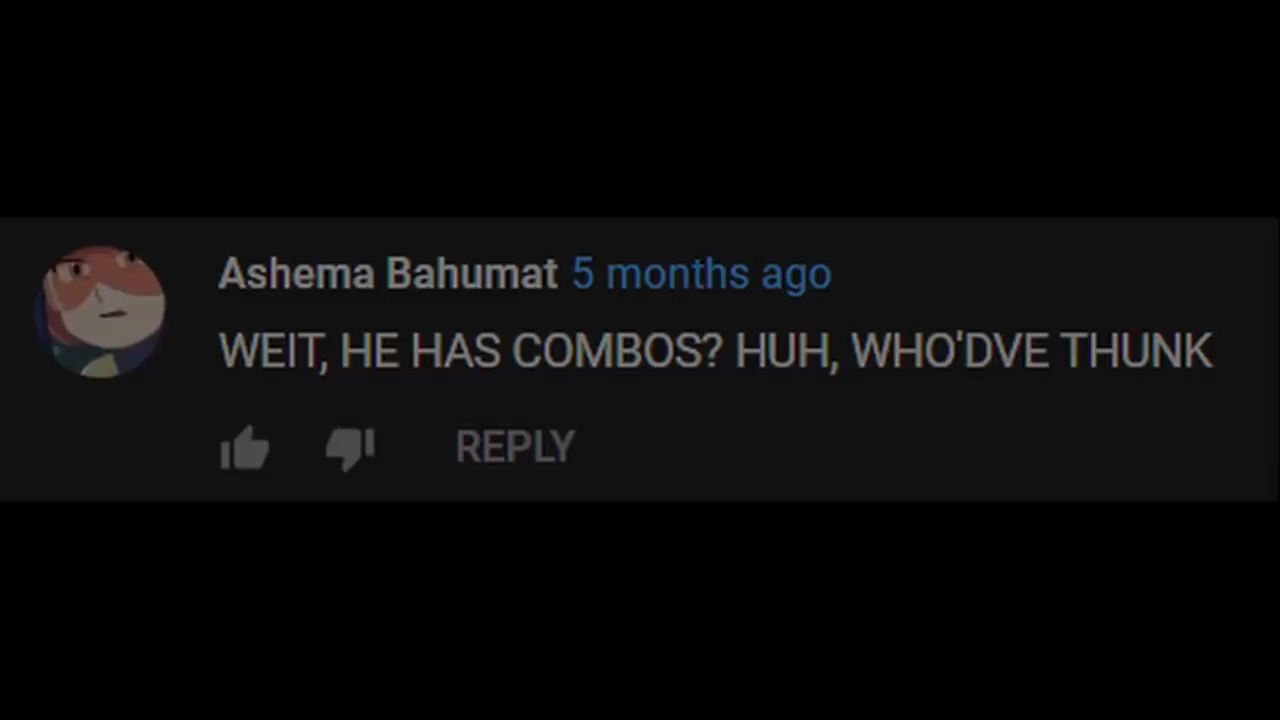 Ashema Bahumat 5 months ago
WEIT, HE HAS COMBOS? HUH, WHO'DVE THUNK
REPLY